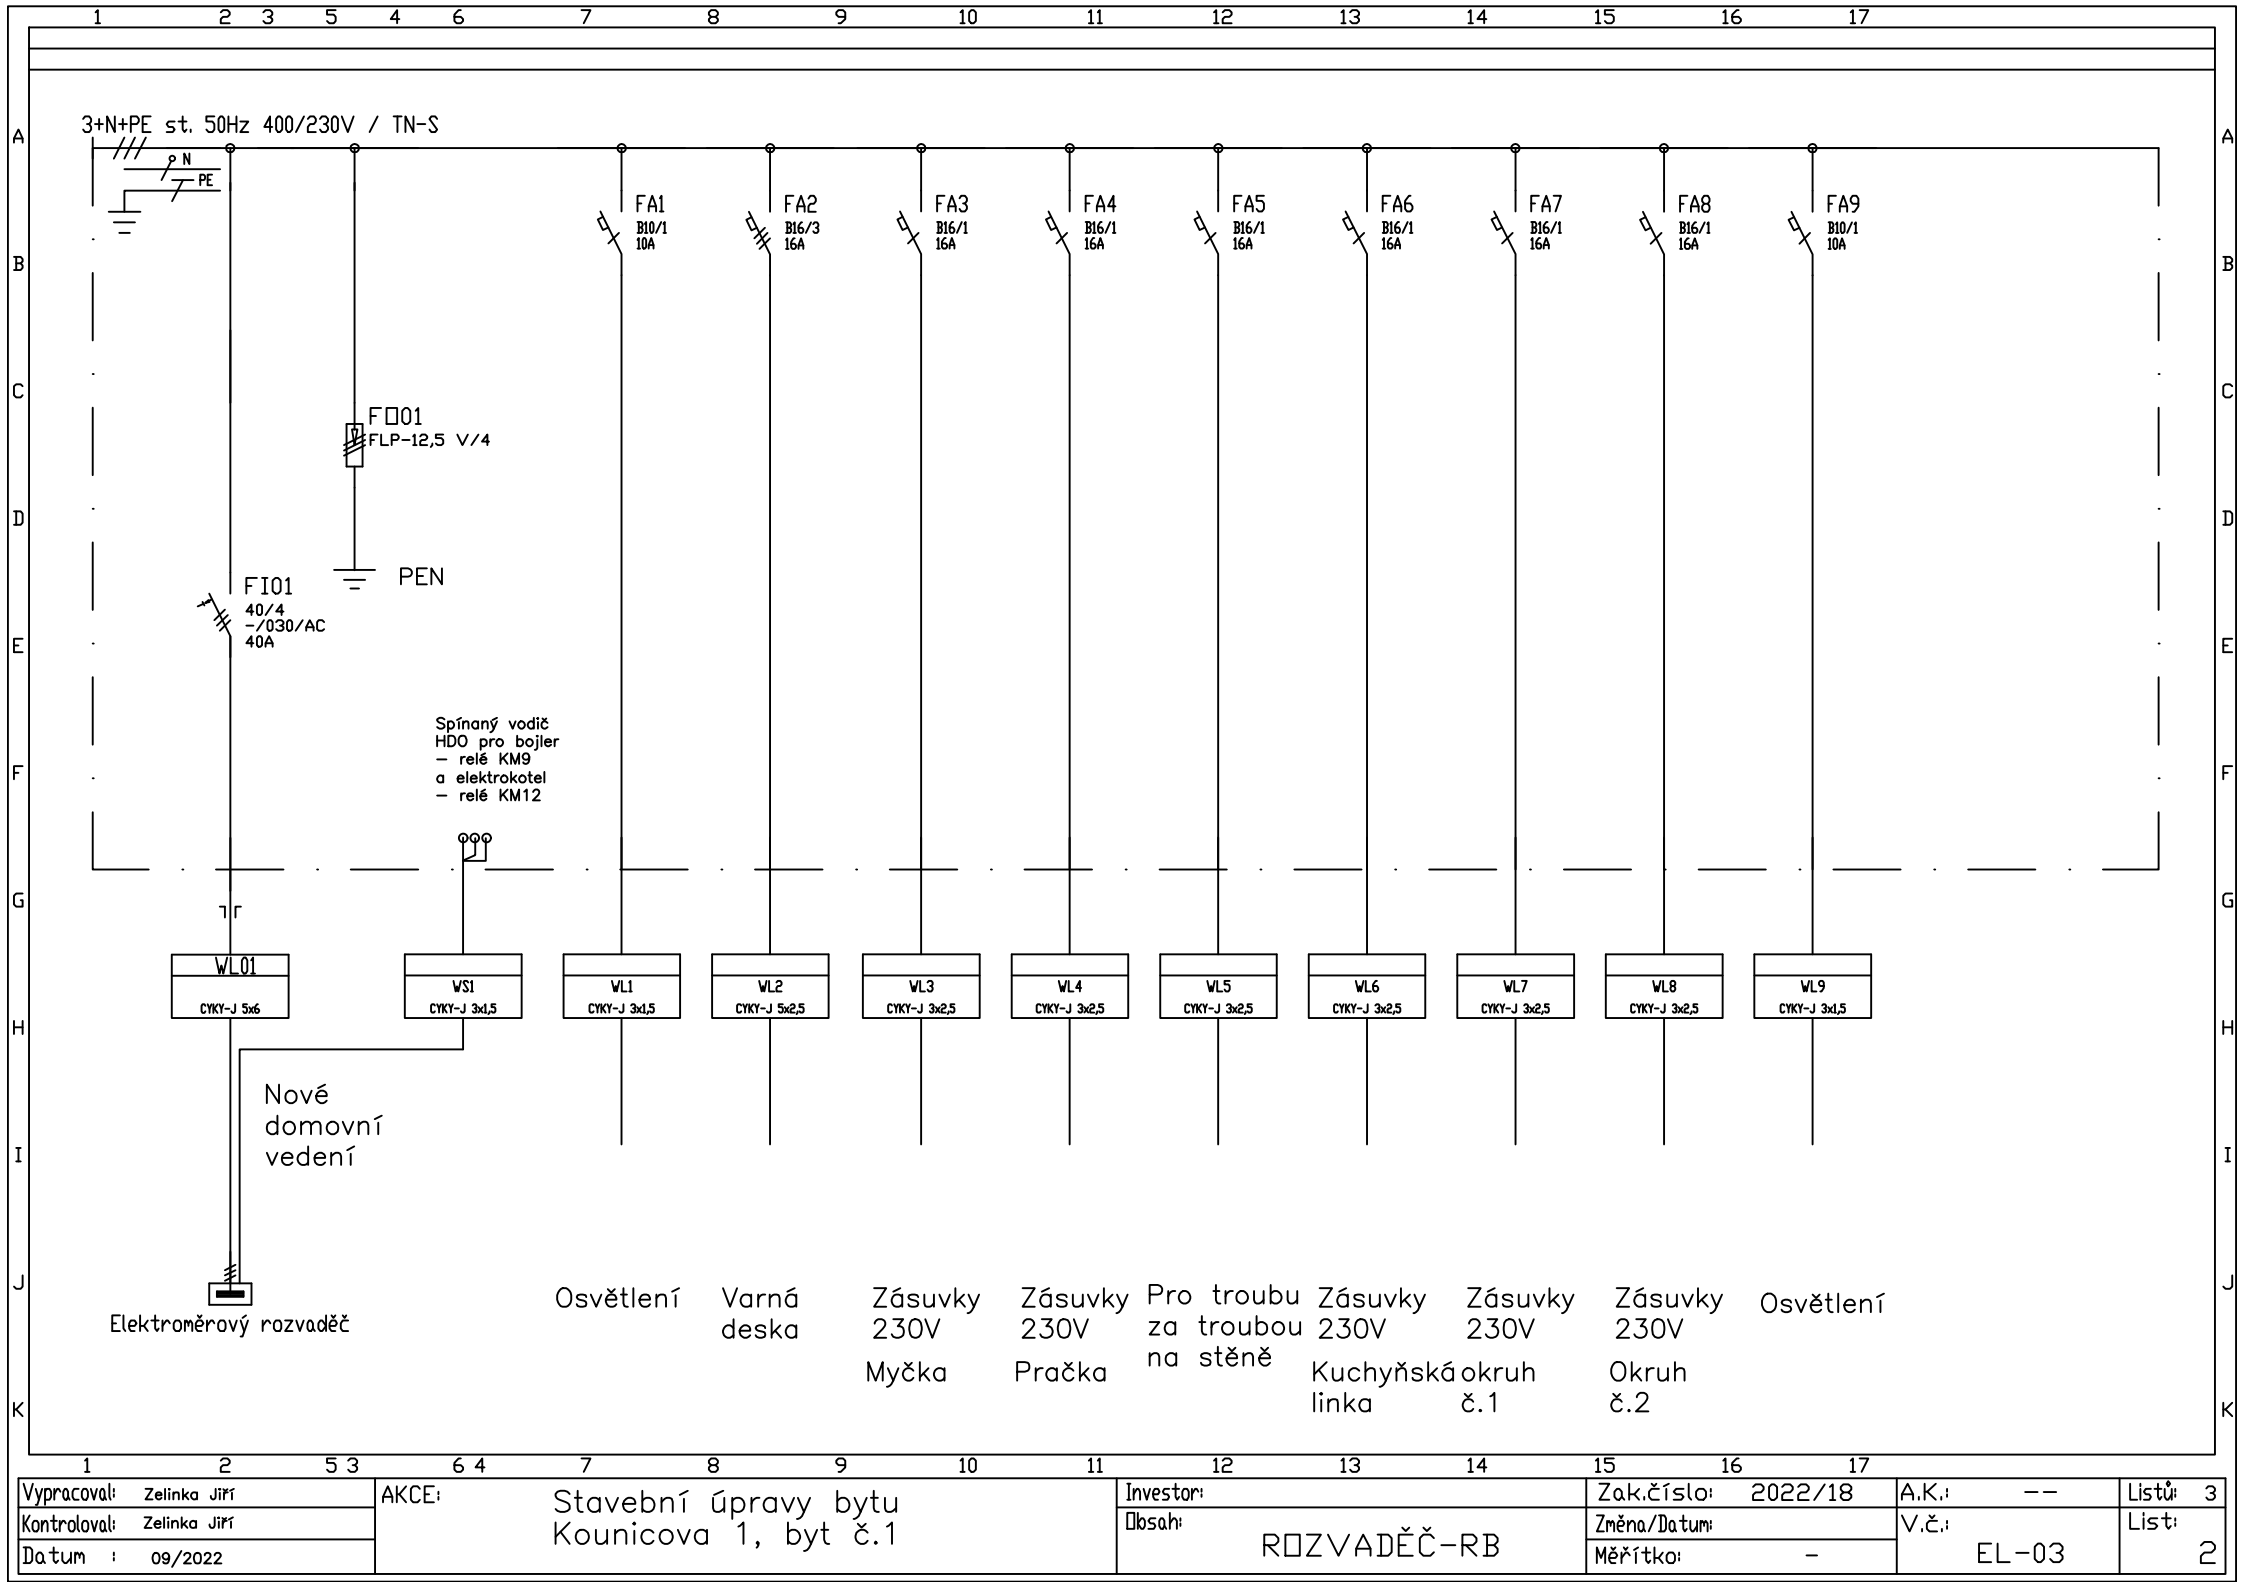 1 2 3 5 4 6 7 8 9 10 11 12 13 14 15 16 17
3+N+PE st. 50Hz 400/230V / TN-S
A A
N
PE
FA1 FA2 FA3 FA4 FA5 FA6 FA7 FA8 FA9
B10/1 B16/3 B16/1 B16/1 B16/1 B16/1 B16/1 B16/1 B10/1
10A 16A 16A 16A 16A 16A 16A 16A 10A
B B
C C
FO01
FLP-12,5 V/4
D D
PEN
FI01
40/4
-/030/AC
40A
E E
Spínaný vodič
HDO pro bojler
– relé KM9
a elektrokotel
– relé KM12
F F
G G
WL01
WS1 WL1 WL2 WL3 WL4 WL5 WL6 WL7 WL8 WL9
CYKY-J 5x6 CYKY-J 3x1,5 CYKY-J 3x1,5 CYKY-J 5x2,5 CYKY-J 3x2,5 CYKY-J 3x2,5 CYKY-J 3x2,5 CYKY-J 3x2,5 CYKY-J 3x2,5 CYKY-J 3x2,5 CYKY-J 3x1,5
H H
Nové
domovní
vedení
I I
J J
Elektroměrový rozvaděč
Osvětlení
Varná
deska
Zásuvky
230V
Myčka
Zásuvky
230V
Pračka
Pro troubu
za troubou
na stěně
Zásuvky
230V
Kuchyňská
linka
Zásuvky
230V
okruh
č.1
Zásuvky
230V
Okruh
č.2
Osvětlení
K K
1 2 5 3 6 4 7 8 9 10 11 12 13 14 15 16 17
Vypracoval: Zelinka Jiří
Kontroloval: Zelinka Jiří
Datum : 09/2022
AKCE:
Stavební úpravy bytu
Kounicova 1, byt č.1
Investor:
Obsah:
ROZVADĚČ-RB
Zak.číslo: 2022/18
Změna/Datum:
Měřítko: -
A.K.: --
V.č.:
EL-03
Listů: 3
List:
2